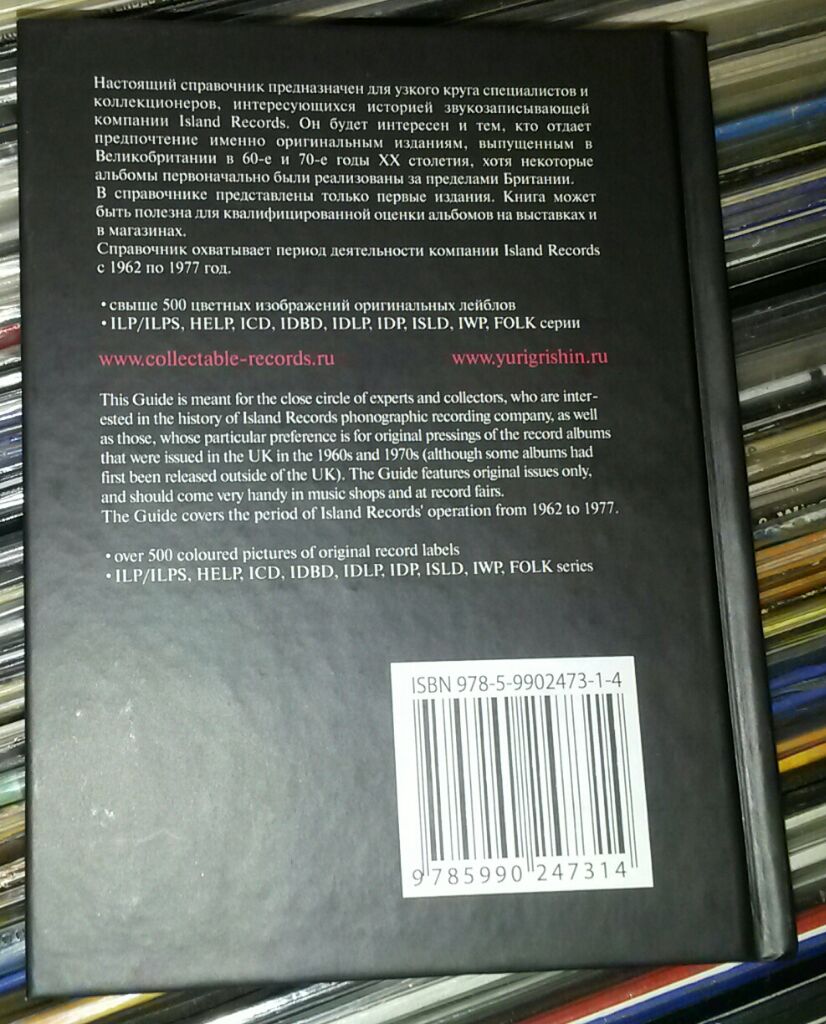 Настоящий справочник предназначен для узкого круга специалистов и
коллекционеров, интересующихся историей звукозаписывающей
компании Island Records. Он будет интересен и тем, кто отдает
предпочтение именно оригинальным изданиям, выпущенным в
Великобритании в 60-е и 70-е годы XX столетия, хотя некоторые
альбомы первоначально были реализованы за пределами Британии.
В справочнике представлены только первые издания. Книга может
быть полезна для квалифицированной оценки альбомов на выставках и
в магазинах.
Справочник охватывает период деятельности компании Island Records
с 1962 по 1977 год.
• свыше 500 цветных изображений оригинальных лейблов
• ILP/ILPS, HELP, ICD, IDBD, IDLP, IDP, ISLD, IWP, FOLK серии
www.collectable-records.ru www.yurigrishin.ru
This Guide is meant for the close circle of experts and collectors, who are inter-
ested in the history of Island Records phonographic recording company, as well
as those, whose particular preference is for original pressings of the record albums
that were issued in the UK in the 1960s and 1970s (although some albums had
first been released outside of the UK). The Guide features original issues only,
and should come very handy in music shops and at record fairs.
The Guide covers the period of Island Records' operation from 1962 to 1977.
• over 500 coloured pictures of original record labels
• ILP/ILPS, HELP, ICD, IDBD, IDLP, IDP, ISLD, IWP, FOLK series
ISBN 978-5-9902473-1-4
9 785990 247314